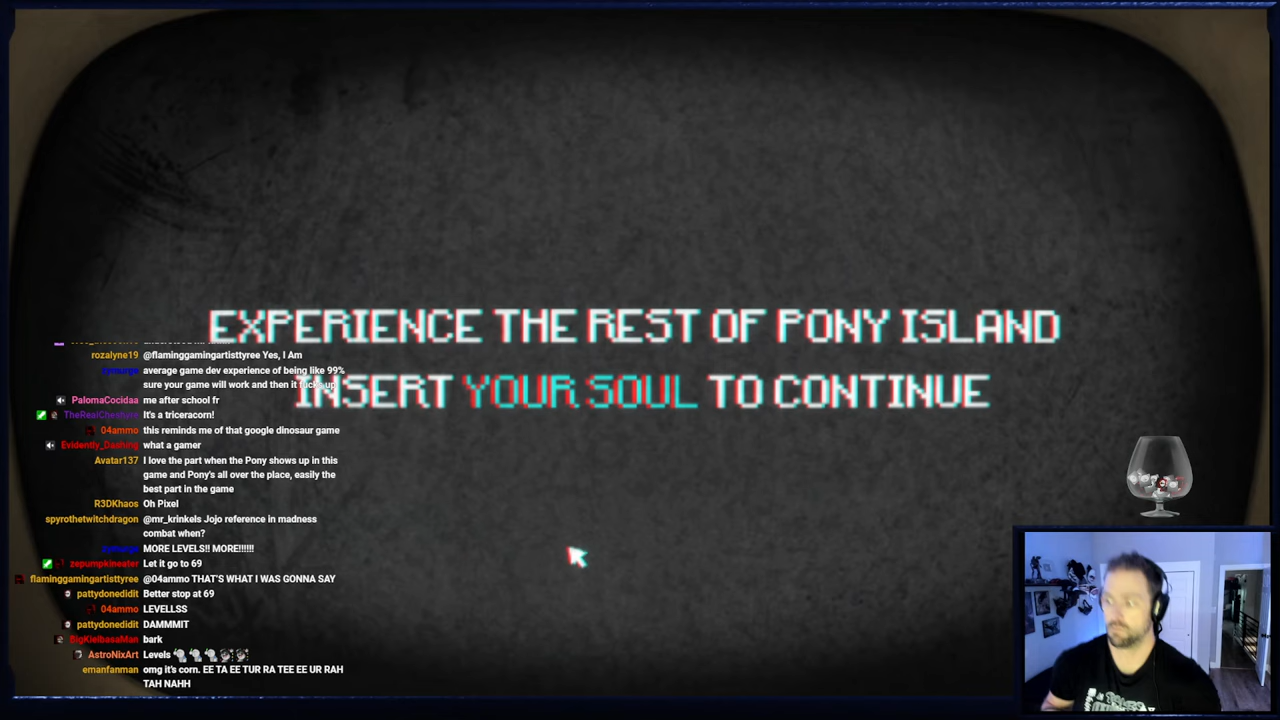 EXPERIENCE THE REST OF PONY ISLAND
INSERT YOUR SOUL TO CONTINUE
rozalyne19 @flaminggamingartisttyree Yes, I Am
average game dev experience of being like 99%
sure your game will work and then it fucks up
PalomaCocidaa me after school fr
TheRealCheshyre It's a triceracorn!
04ammo this reminds me of that google dinosaur game
Evidently_Dashing what a gamer
Avatar137 I love the part when the Pony shows up in this
game and Pony's all over the place, easily the
best part in the game
R3DKhaos Oh Pixel
spyrothetwitchdragon @mr_krinkels Jojo reference in madness
combat when?
MORE LEVELS!! MORE!!!!!!
zepumpkineater Let it go to 69
flaminggamingartisttyree @04ammo THAT'S WHAT I WAS GONNA SAY
pattydonedidit Better stop at 69
04ammo LEVELLSS
pattydonedidit DAMMMIT
BigKielbasaMan bark
AstroNixArt Levels
emanfanman omg it's corn. EE TA EE TUR RA TEE EE UR RAH
TAH NAHH